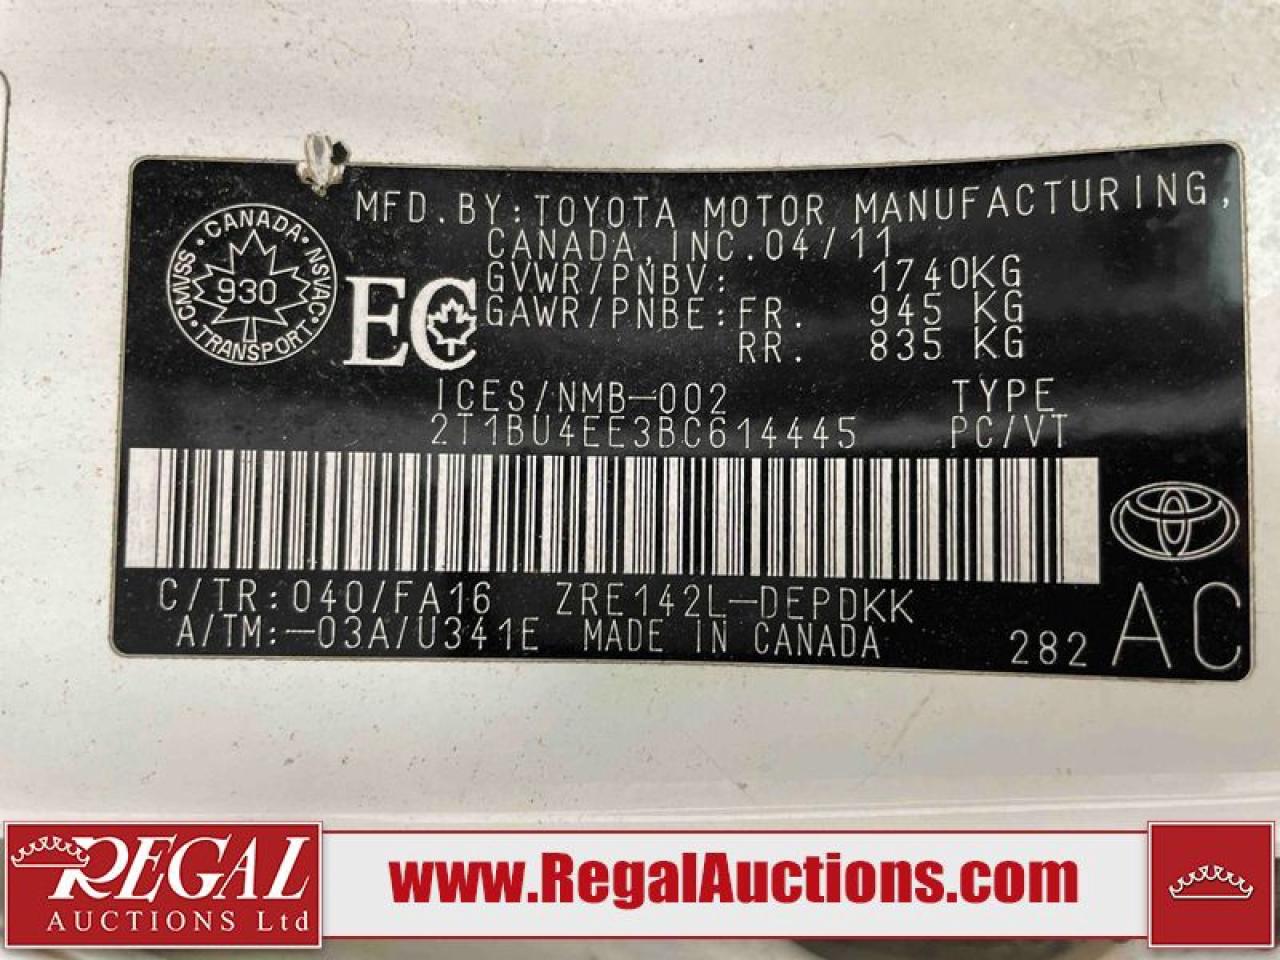 MFD. BY: TOYOTA MOTOR MANUFACTURING,
CANADA, INC. 04/11
GVWR/PNBV: 1740KG
GAWR/PNBE: FR. 945 KG
RR. 835 KG
CANADA · NSVAC · TRANSPORT · CMVSS ·
930
EC
ICES/NMB-002 TYPE
2T1BU4EE3BC614445 PC/VT
C/TR: 040/FA16 ZRE142L-DEPDKK
A/TM:-03A/U341E MADE IN CANADA
282 AC
REGAL
AUCTIONS Ltd
www.RegalAuctions.com